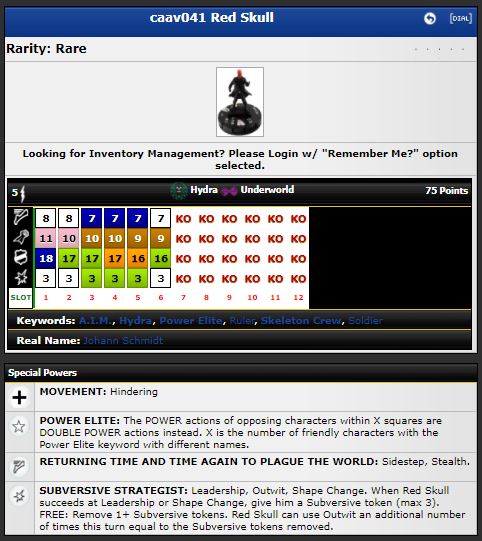 caav041 Red Skull
[DIAL]
Rarity: Rare
Looking for Inventory Management? Please Login w/ "Remember Me?" option
selected.
5 Hydra Underworld 75 Points
8 8 7 7 7 7 KO KO KO KO KO KO
11 10 10 10 9 9 KO KO KO KO KO KO
18 17 17 17 16 16 KO KO KO KO KO KO
3 3 3 3 3 3 KO KO KO KO KO KO
SLOT 1 2 3 4 5 6 7 8 9 10 11 12
Keywords: A.I.M., Hydra, Power Elite, Ruler, Skeleton Crew, Soldier
Real Name: Johann Schmidt
Special Powers
MOVEMENT: Hindering
POWER ELITE: The POWER actions of opposing characters within X squares are
DOUBLE POWER actions instead. X is the number of friendly characters with the
Power Elite keyword with different names.
RETURNING TIME AND TIME AGAIN TO PLAGUE THE WORLD: Sidestep, Stealth.
SUBVERSIVE STRATEGIST: Leadership, Outwit, Shape Change. When Red Skull
succeeds at Leadership or Shape Change, give him a Subversive token (max 3).
FREE: Remove 1+ Subversive tokens. Red Skull can use Outwit an additional number
of times this turn equal to the Subversive tokens removed.